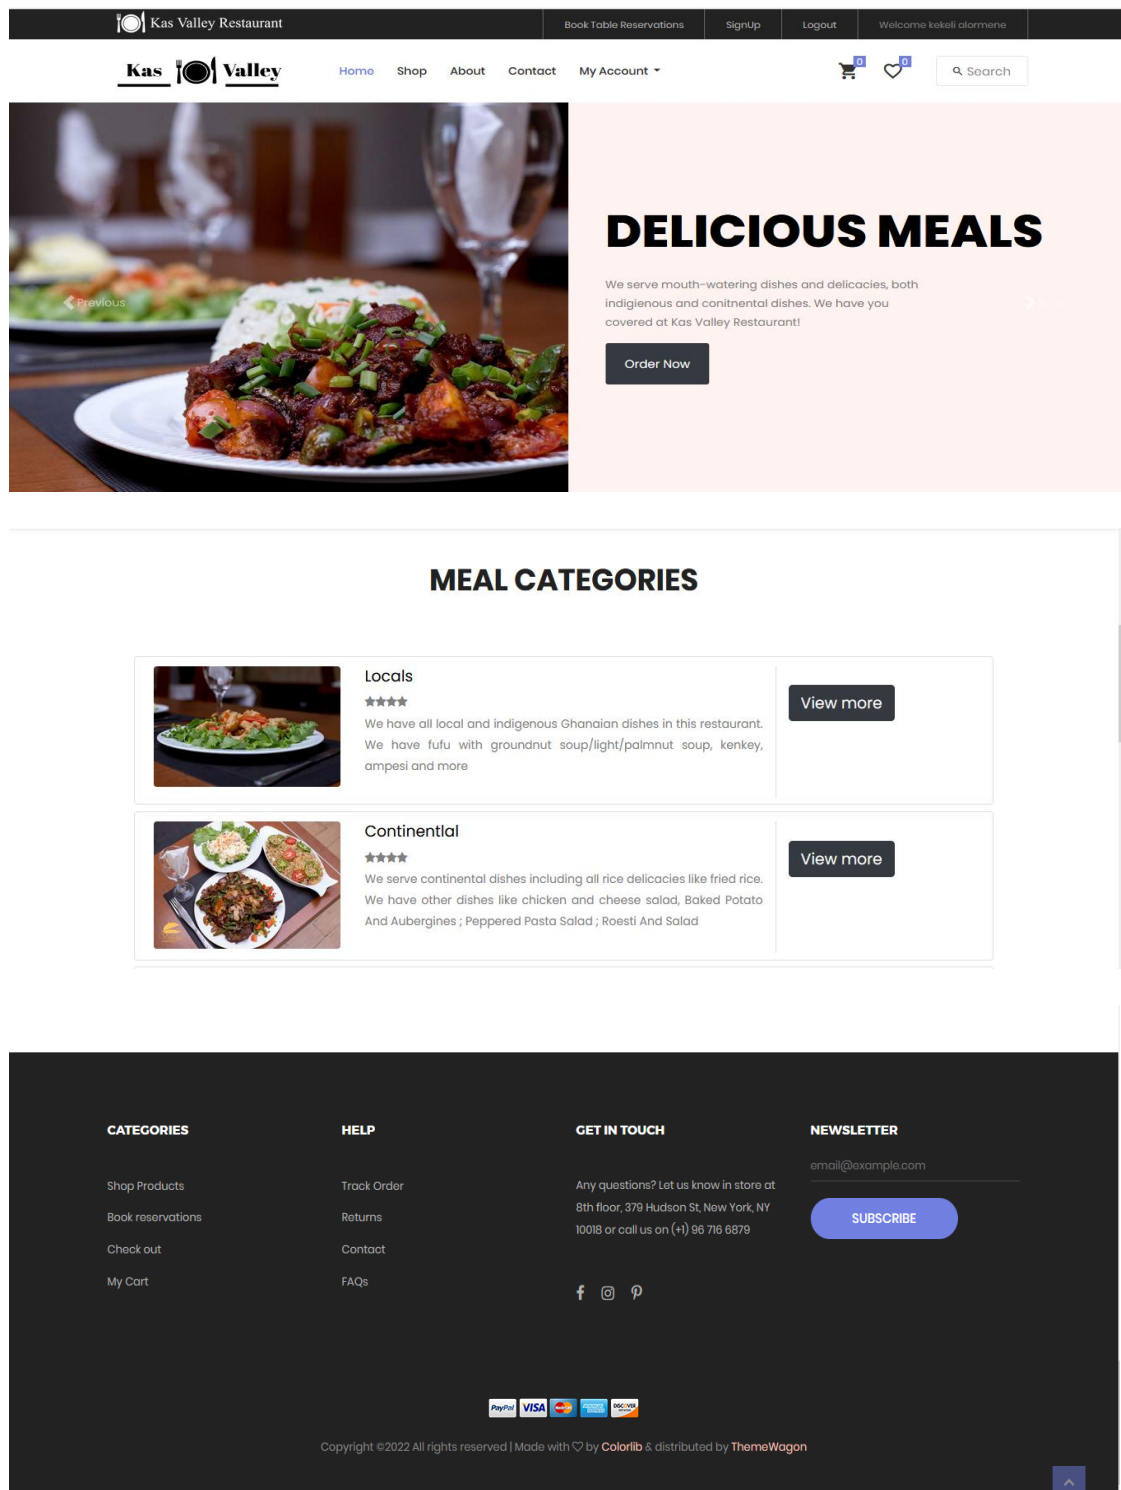 Kas Valley Restaurant
Book Table Reservations
SignUp
Logout
Welcome kekeli alormene
Kas Valley
Home
Shop
About
Contact
My Account
0
0
Search
DELICIOUS MEALS
We serve mouth-watering dishes and delicacies, both
indigienous and conitnental dishes. We have you
covered at Kas Valley Restaurant!
Previous
Order Now
MEAL CATEGORIES
Locals
We have all local and indigenous Ghanaian dishes in this restaurant.
We have fufu with groundnut soup/light/palmnut soup, kenkey,
ampesi and more
View more
Continentlal
We serve continental dishes including all rice delicacies like fried rice.
We have other dishes like chicken and cheese salad, Baked Potato
And Aubergines ; Peppered Pasta Salad ; Roesti And Salad
View more
CATEGORIES
Shop Products
Book reservations
Check out
My Cart
HELP
Track Order
Returns
Contact
FAQs
GET IN TOUCH
Any questions? Let us know in store at
8th floor, 379 Hudson St, New York, NY
10018 or call us on (+1) 96 716 6879
NEWSLETTER
email@example.com
SUBSCRIBE
PayPal VISA MasterCard DISCOVER
Copyright ©2022 All rights reserved | Made with ♡ by Colorlib & distributed by ThemeWagon